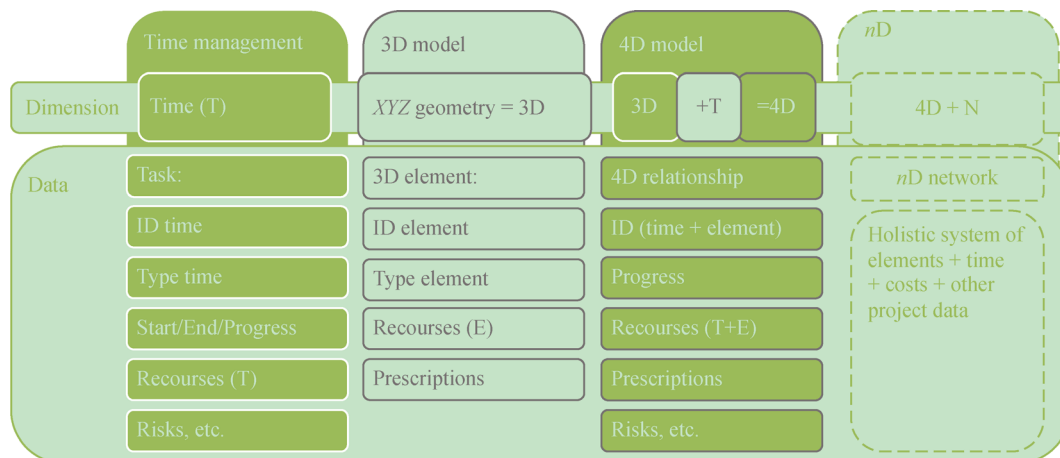 Time management
3D model
4D model
nD
Dimension
Time (T)
XYZ geometry = 3D
3D
+T
=4D
4D + N
Data
Task:
3D element:
4D relationship
nD network
ID time
ID element
ID (time + element)
Holistic system of
elements + time
+ costs + other
project data
Type time
Type element
Progress
Start/End/Progress
Recourses (E)
Recourses (T+E)
Recourses (T)
Prescriptions
Prescriptions
Risks, etc.
Risks, etc.